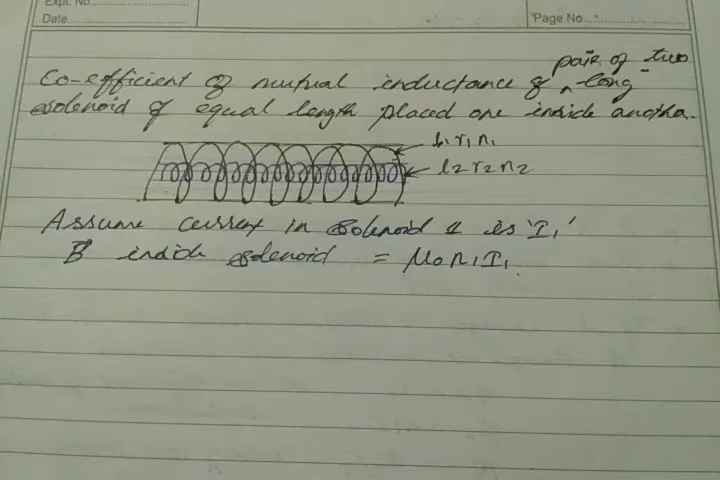 Expt. No.
Date
Page No.
pair of two
Co-efficient of mutual inductance of ^ long
solenoid of equal length placed one inside another.
l₁ r₁ n₁
l2 r2 n2
Assume current in solenoid 1 is 'I₁'
B inside solenoid = μ₀n₁I₁.